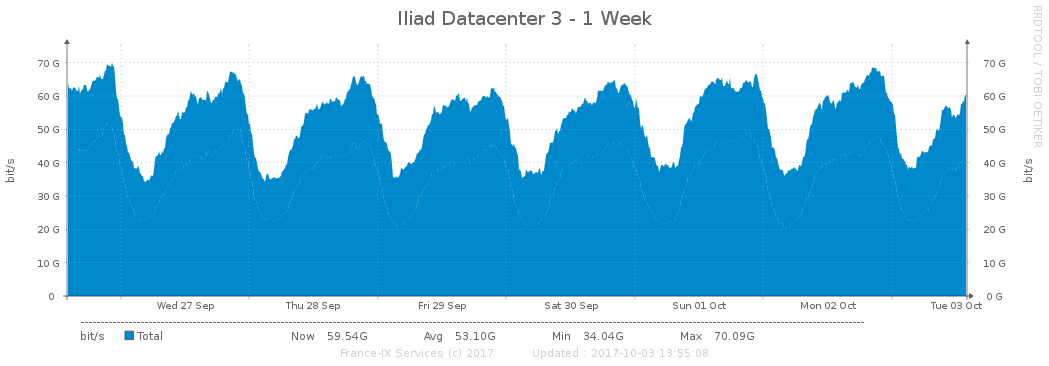 Iliad Datacenter 3 - 1 Week
RRDTOOL / TOBI OETIKER
70 G 70 G
60 G 60 G
50 G 50 G
40 G 40 G
30 G 30 G
20 G 20 G
10 G 10 G
0 0 G
bit/s bit/s
Wed 27 Sep Thu 28 Sep Fri 29 Sep Sat 30 Sep Sun 01 Oct Mon 02 Oct Tue 03 Oct
bit/s Total Now 59.54G Avg 53.10G Min 34.04G Max 70.09G
France-IX Services (c) 2017 Updated : 2017-10-03 13:55:08